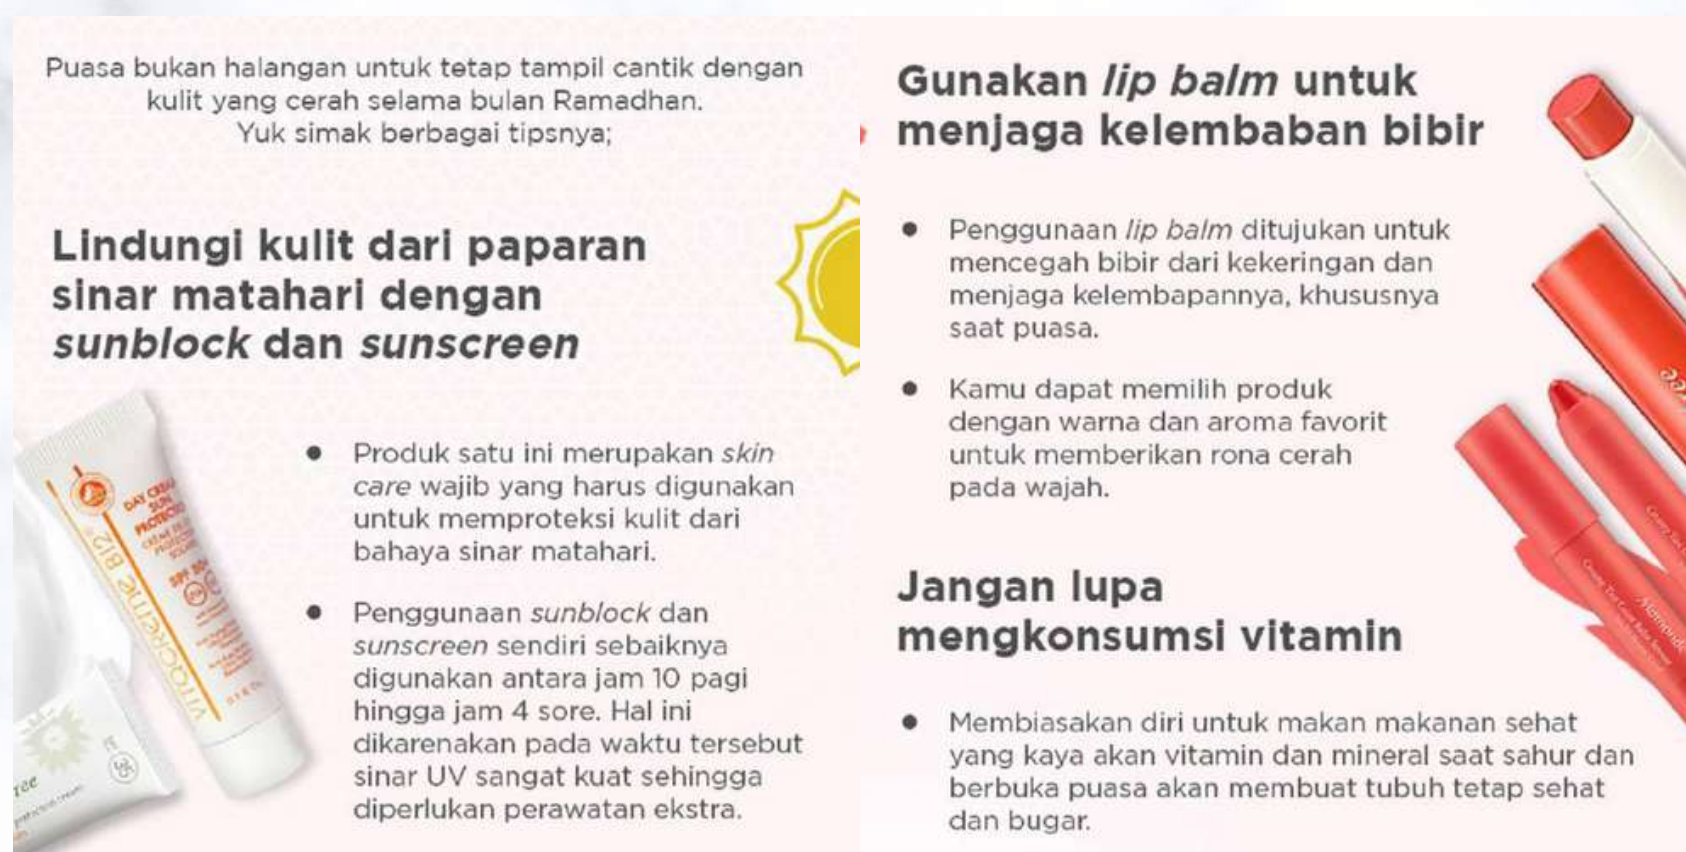 Puasa bukan halangan untuk tetap tampil cantik dengan
kulit yang cerah selama bulan Ramadhan.
Yuk simak berbagai tipsnya;
Lindungi kulit dari paparan
sinar matahari dengan
sunblock dan sunscreen
● Produk satu ini merupakan skin
care wajib yang harus digunakan
untuk memproteksi kulit dari
bahaya sinar matahari.
● Penggunaan sunblock dan
sunscreen sendiri sebaiknya
digunakan antara jam 10 pagi
hingga jam 4 sore. Hal ini
dikarenakan pada waktu tersebut
sinar UV sangat kuat sehingga
diperlukan perawatan ekstra.
VITACREME B12
DAY CREAM
SUN
PROTECTION
SPF 50+
Gunakan lip balm untuk
menjaga kelembaban bibir
● Penggunaan lip balm ditujukan untuk
mencegah bibir dari kekeringan dan
menjaga kelembapannya, khususnya
saat puasa.
● Kamu dapat memilih produk
dengan warna dan aroma favorit
untuk memberikan rona cerah
pada wajah.
Jangan lupa
mengkonsumsi vitamin
● Membiasakan diri untuk makan makanan sehat
yang kaya akan vitamin dan mineral saat sahur dan
berbuka puasa akan membuat tubuh tetap sehat
dan bugar.
Mamonde